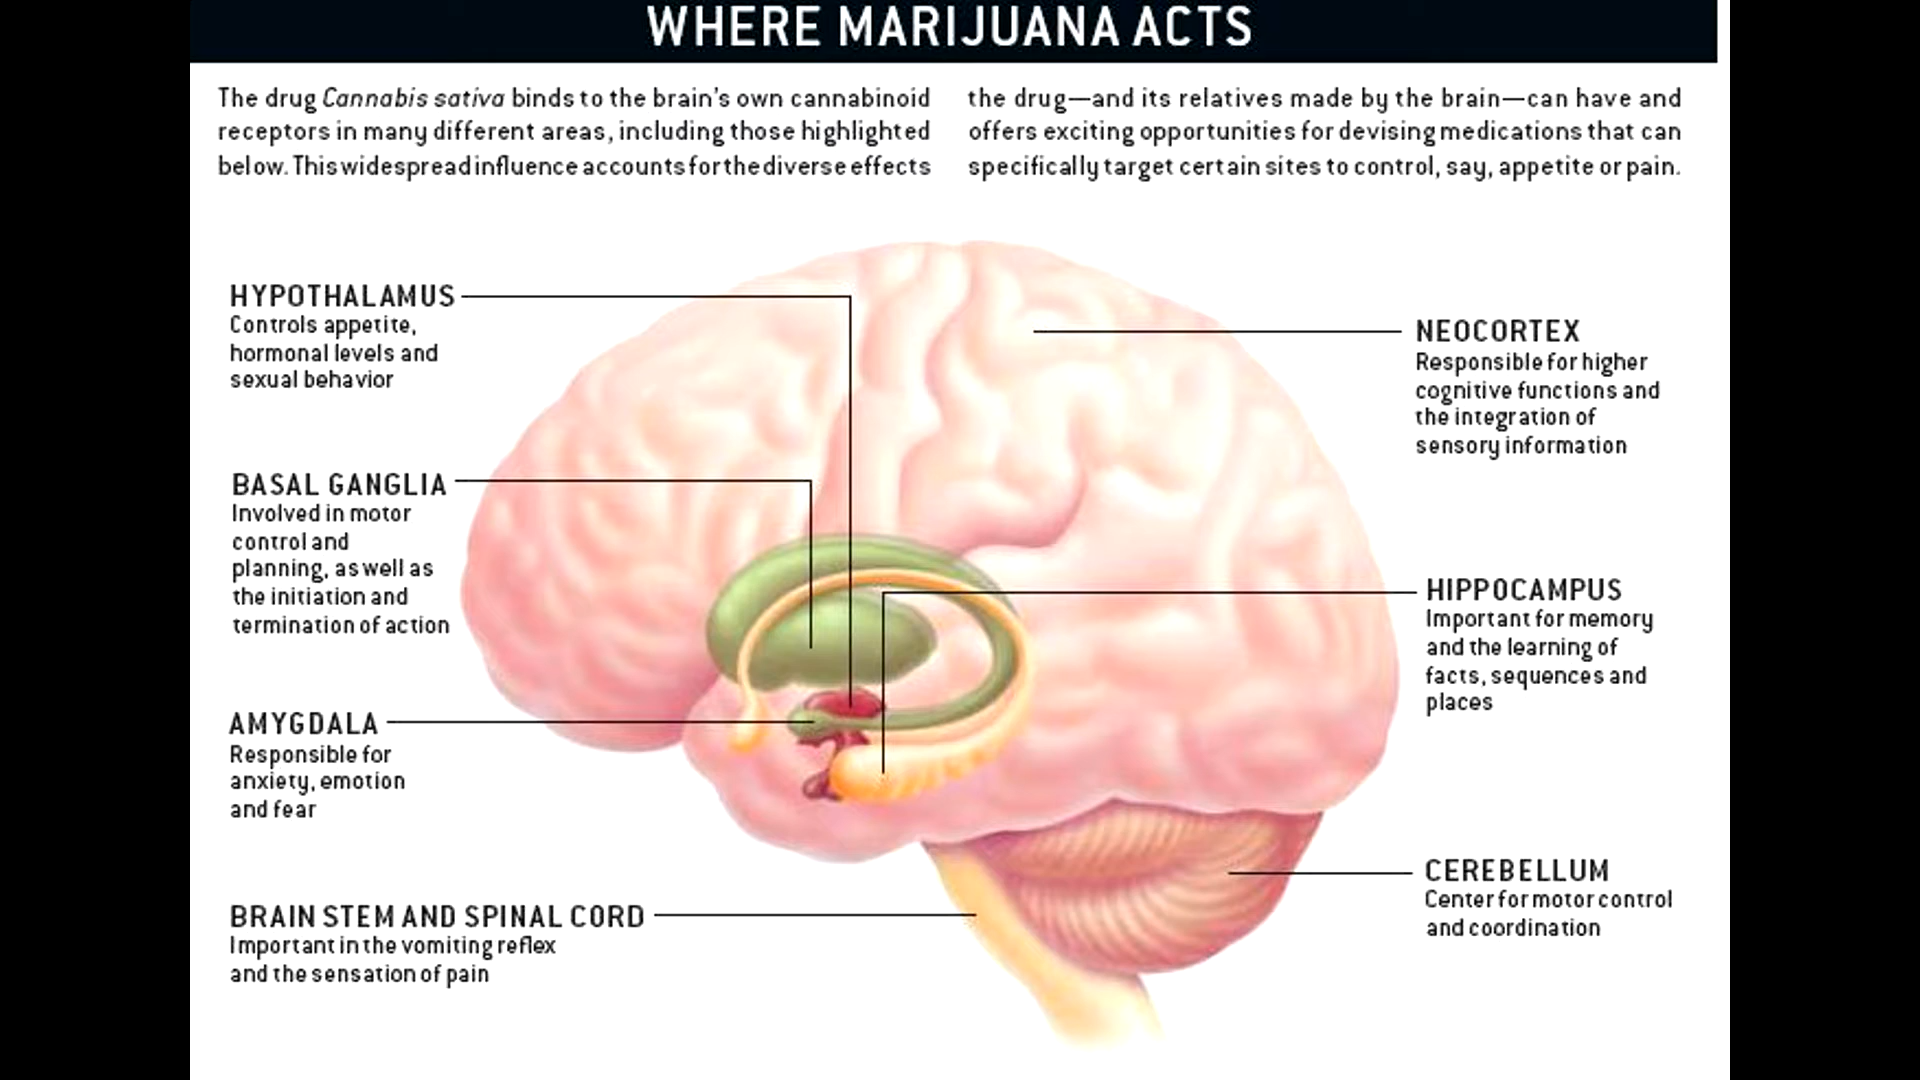 WHERE MARIJUANA ACTS
The drug Cannabis sativa binds to the brain's own cannabinoid
receptors in many different areas, including those highlighted
below. This widespread influence accounts for the diverse effects
the drug—and its relatives made by the brain—can have and
offers exciting opportunities for devising medications that can
specifically target certain sites to control, say, appetite or pain.
HYPOTHALAMUS
Controls appetite,
hormonal levels and
sexual behavior
BASAL GANGLIA
Involved in motor
control and
planning, as well as
the initiation and
termination of action
AMYGDALA
Responsible for
anxiety, emotion
and fear
BRAIN STEM AND SPINAL CORD
Important in the vomiting reflex
and the sensation of pain
NEOCORTEX
Responsible for higher
cognitive functions and
the integration of
sensory information
HIPPOCAMPUS
Important for memory
and the learning of
facts, sequences and
places
CEREBELLUM
Center for motor control
and coordination